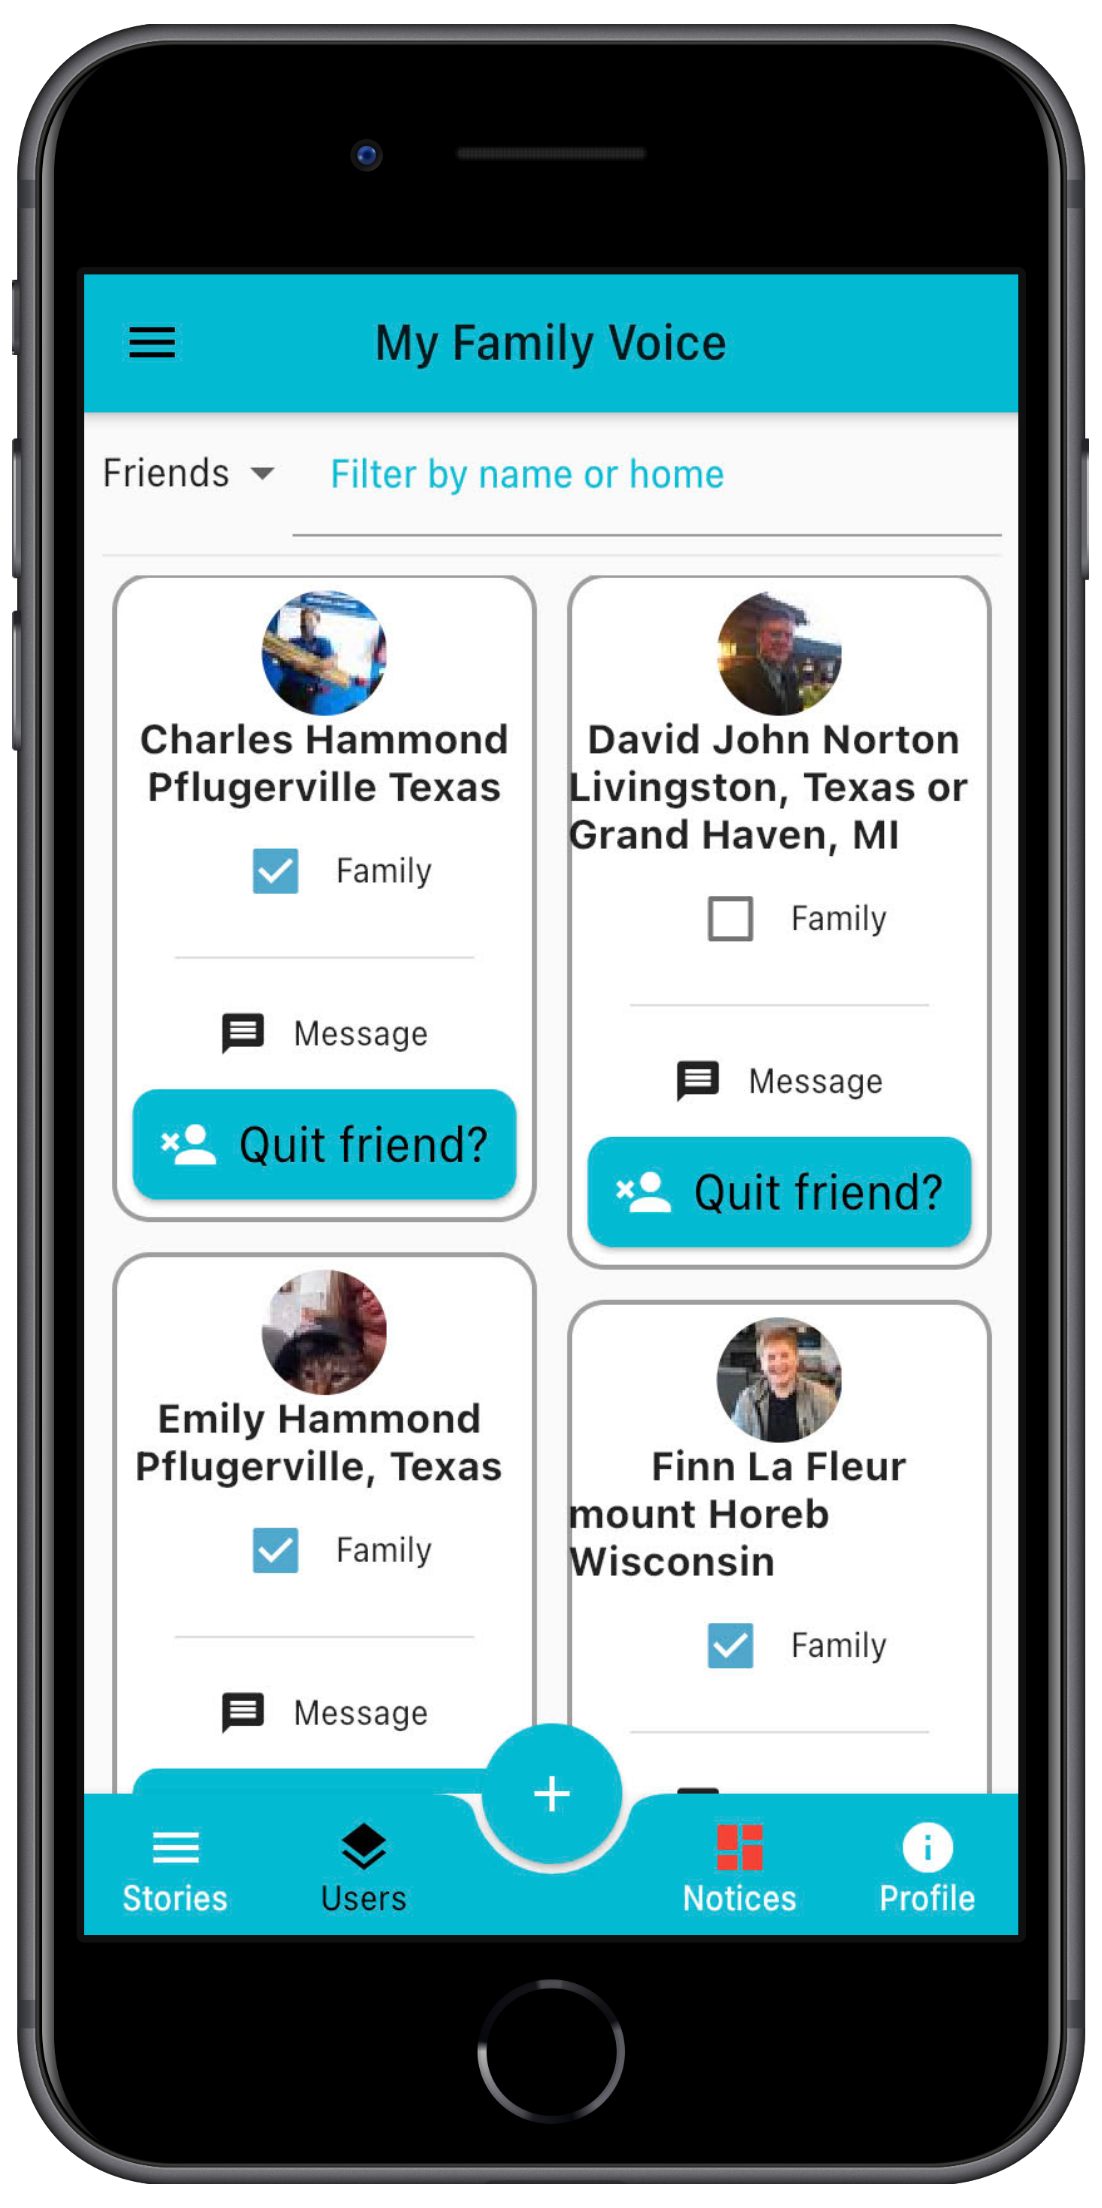 My Family Voice
Friends
Filter by name or home
Charles Hammond
Pflugerville Texas
Family
Message
Quit friend?
David John Norton
Livingston, Texas or
Grand Haven, MI
Family
Message
Quit friend?
Emily Hammond
Pflugerville, Texas
Family
Message
Finn La Fleur
mount Horeb
Wisconsin
Family
Stories
Users
Notices
Profile